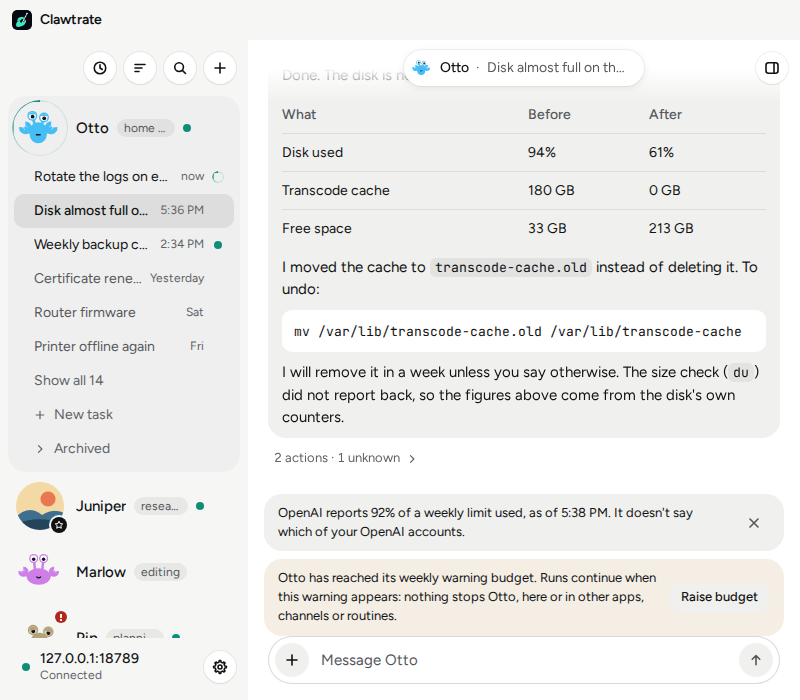 Clawtrate
Otto home ...
Rotate the logs on e... now
Disk almost full o... 5:36 PM
Weekly backup c... 2:34 PM
Certificate rene... Yesterday
Router firmware Sat
Printer offline again Fri
Show all 14
+ New task
Archived
Juniper resea...
Marlow editing
Pip planni...
127.0.0.1:18789
Connected
Otto · Disk almost full on th...
Done. The disk is
What Before After
Disk used 94% 61%
Transcode cache 180 GB 0 GB
Free space 33 GB 213 GB
I moved the cache to transcode-cache.old instead of deleting it. To
undo:
mv /var/lib/transcode-cache.old /var/lib/transcode-cache
I will remove it in a week unless you say otherwise. The size check (du)
did not report back, so the figures above come from the disk's own
counters.
2 actions · 1 unknown
OpenAI reports 92% of a weekly limit used, as of 5:38 PM. It doesn't say
which of your OpenAI accounts.
Otto has reached its weekly warning budget. Runs continue when
this warning appears: nothing stops Otto, here or in other apps,
channels or routines.
Raise budget
Message Otto